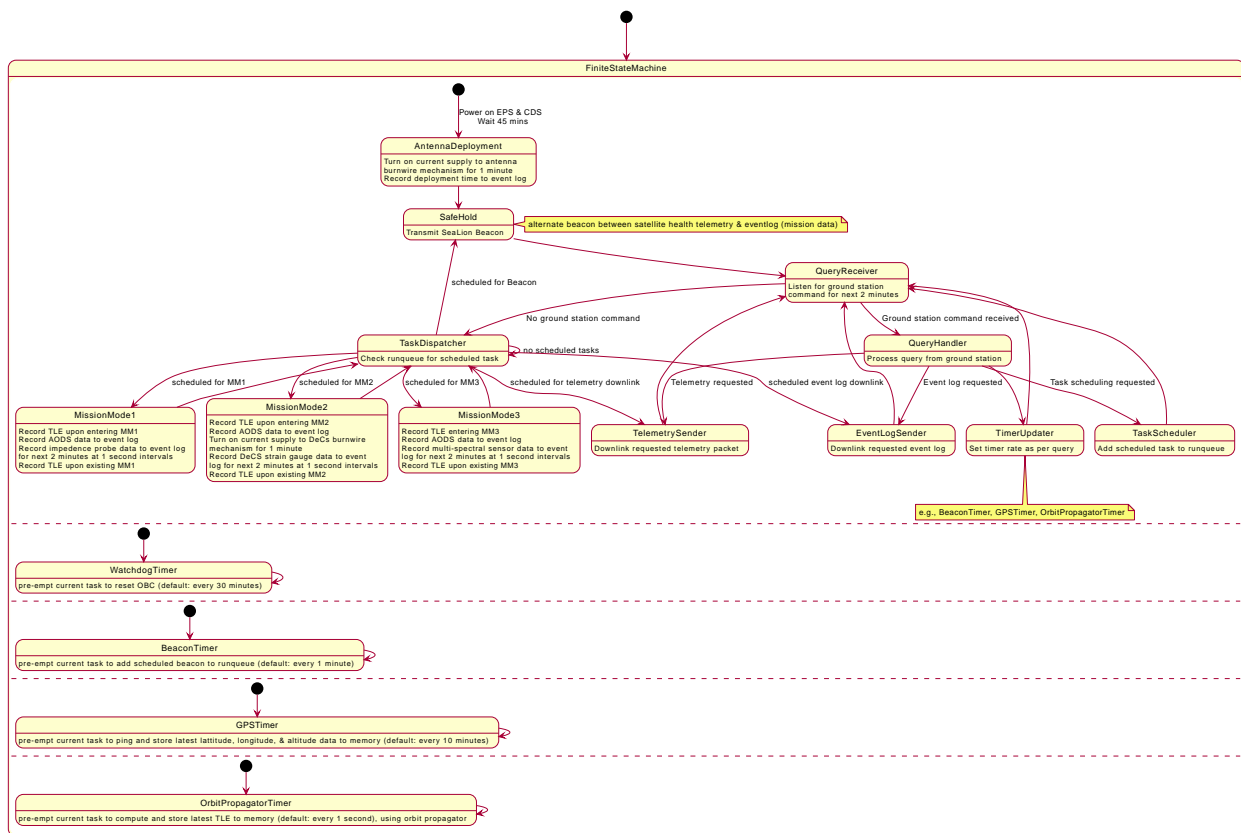 FiniteStateMachine
Power on EPS & CDS
Wait 45 mins
AntennaDeployment
Turn on current supply to antenna
burnwire mechanism for 1 minute
Record deployment time to event log
SafeHold
Transmit SeaLion Beacon
alternate beacon between satellite health telemetry & eventlog (mission data)
QueryReceiver
Listen for ground station
command for next 2 minutes
scheduled for Beacon
No ground station command
Ground station command received
TaskDispatcher
Check runqueue for scheduled task
no scheduled tasks
QueryHandler
Process query from ground station
scheduled for MM1
scheduled for MM2
scheduled for MM3
scheduled for telemetry downlink
Telemetry requested
scheduled event log downlink
Event log requested
Task scheduling requested
MissionMode1
Record TLE upon entering MM1
Record AODS data to event log
Record impedence probe data to event log
for next 2 minutes at 1 second intervals
Record TLE upon existing MM1
MissionMode2
Record TLE upon entering MM2
Record AODS data to event log
Turn on current supply to DeCs burnwire
mechanism for 1 minute
Record DeCS strain gauge data to event
log for next 2 minutes at 1 second intervals
Record TLE upon existing MM2
MissionMode3
Record TLE entering MM3
Record AODS data to event log
Record multi-spectral sensor data to event
log for next 2 minutes at 1 second intervals
Record TLE upon existing MM3
TelemetrySender
Downlink requested telemetry packet
EventLogSender
Downlink requested event log
TimerUpdater
Set timer rate as per query
TaskScheduler
Add scheduled task to runqueue
e.g., BeaconTimer, GPSTimer, OrbitPropagatorTimer
WatchdogTimer
pre-empt current task to reset OBC (default: every 30 minutes)
BeaconTimer
pre-empt current task to add scheduled beacon to runqueue (default: every 1 minute)
GPSTimer
pre-empt current task to ping and store latest lattitude, longitude, & altitude data to memory (default: every 10 minutes)
OrbitPropagatorTimer
pre-empt current task to compute and store latest TLE to memory (default: every 1 second), using orbit propagator